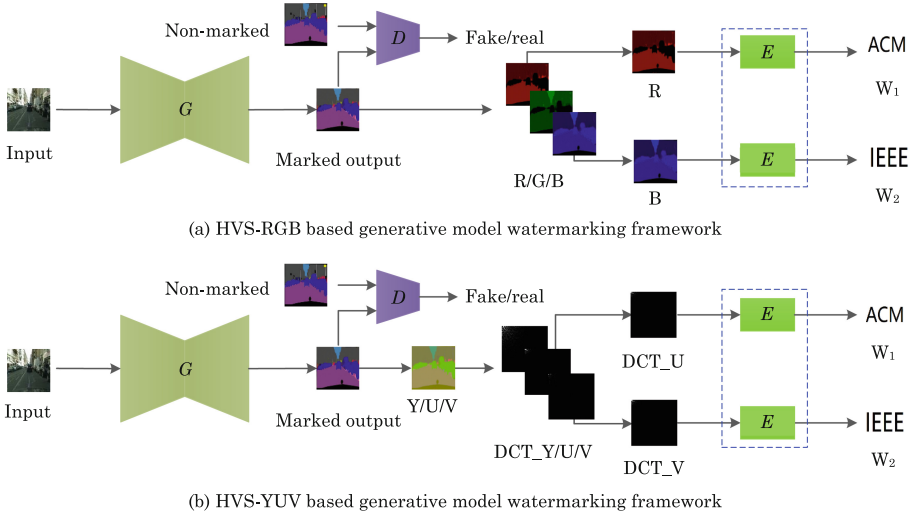 Non-marked
D
Fake/real
G
Input
Marked output
R/G/B
R
B
E
ACM
W1
E
IEEE
W2
(a) HVS-RGB based generative model watermarking framework
Non-marked
D
Fake/real
G
Input
Marked output
Y/U/V
DCT_Y/U/V
DCT_U
DCT_V
E
ACM
W1
E
IEEE
W2
(b) HVS-YUV based generative model watermarking framework